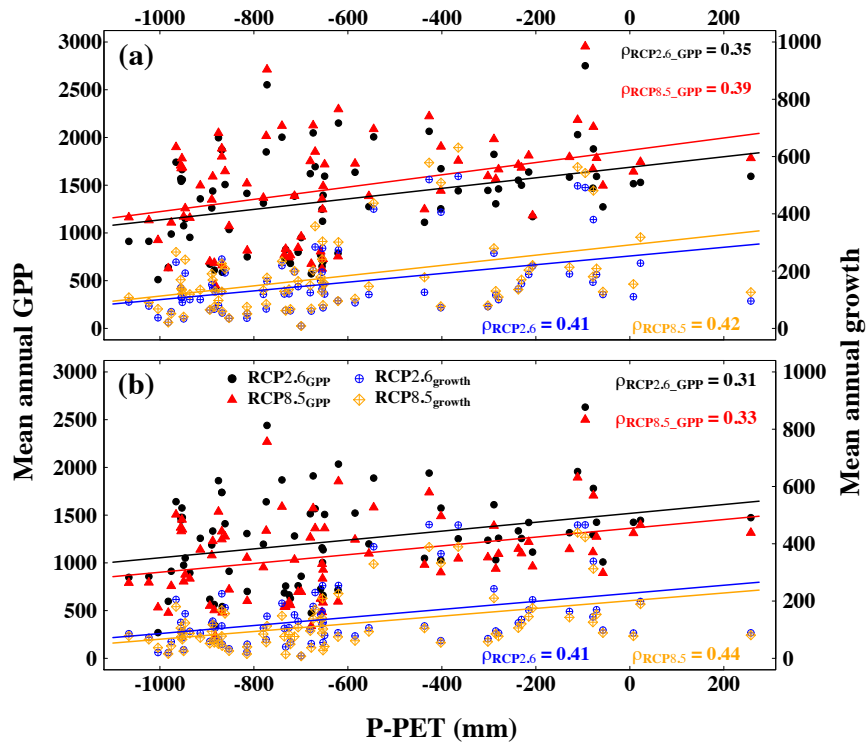 -1000 -800 -600 -400 -200 0 200
3000 1000
2500 800
2000 600
1500 400
1000 200
500 0
0
(a)
ρRCP2.6_GPP = 0.35
ρRCP8.5_GPP = 0.39
ρRCP2.6 = 0.41 ρRCP8.5 = 0.42
Mean annual GPP
Mean annual growth
3000 1000
2500 800
2000 600
1500 400
1000 200
500 0
0
(b)
RCP2.6GPP RCP2.6growth
RCP8.5GPP RCP8.5growth
ρRCP2.6_GPP = 0.31
ρRCP8.5_GPP = 0.33
ρRCP2.6 = 0.41 ρRCP8.5 = 0.44
-1000 -800 -600 -400 -200 0 200
P-PET (mm)